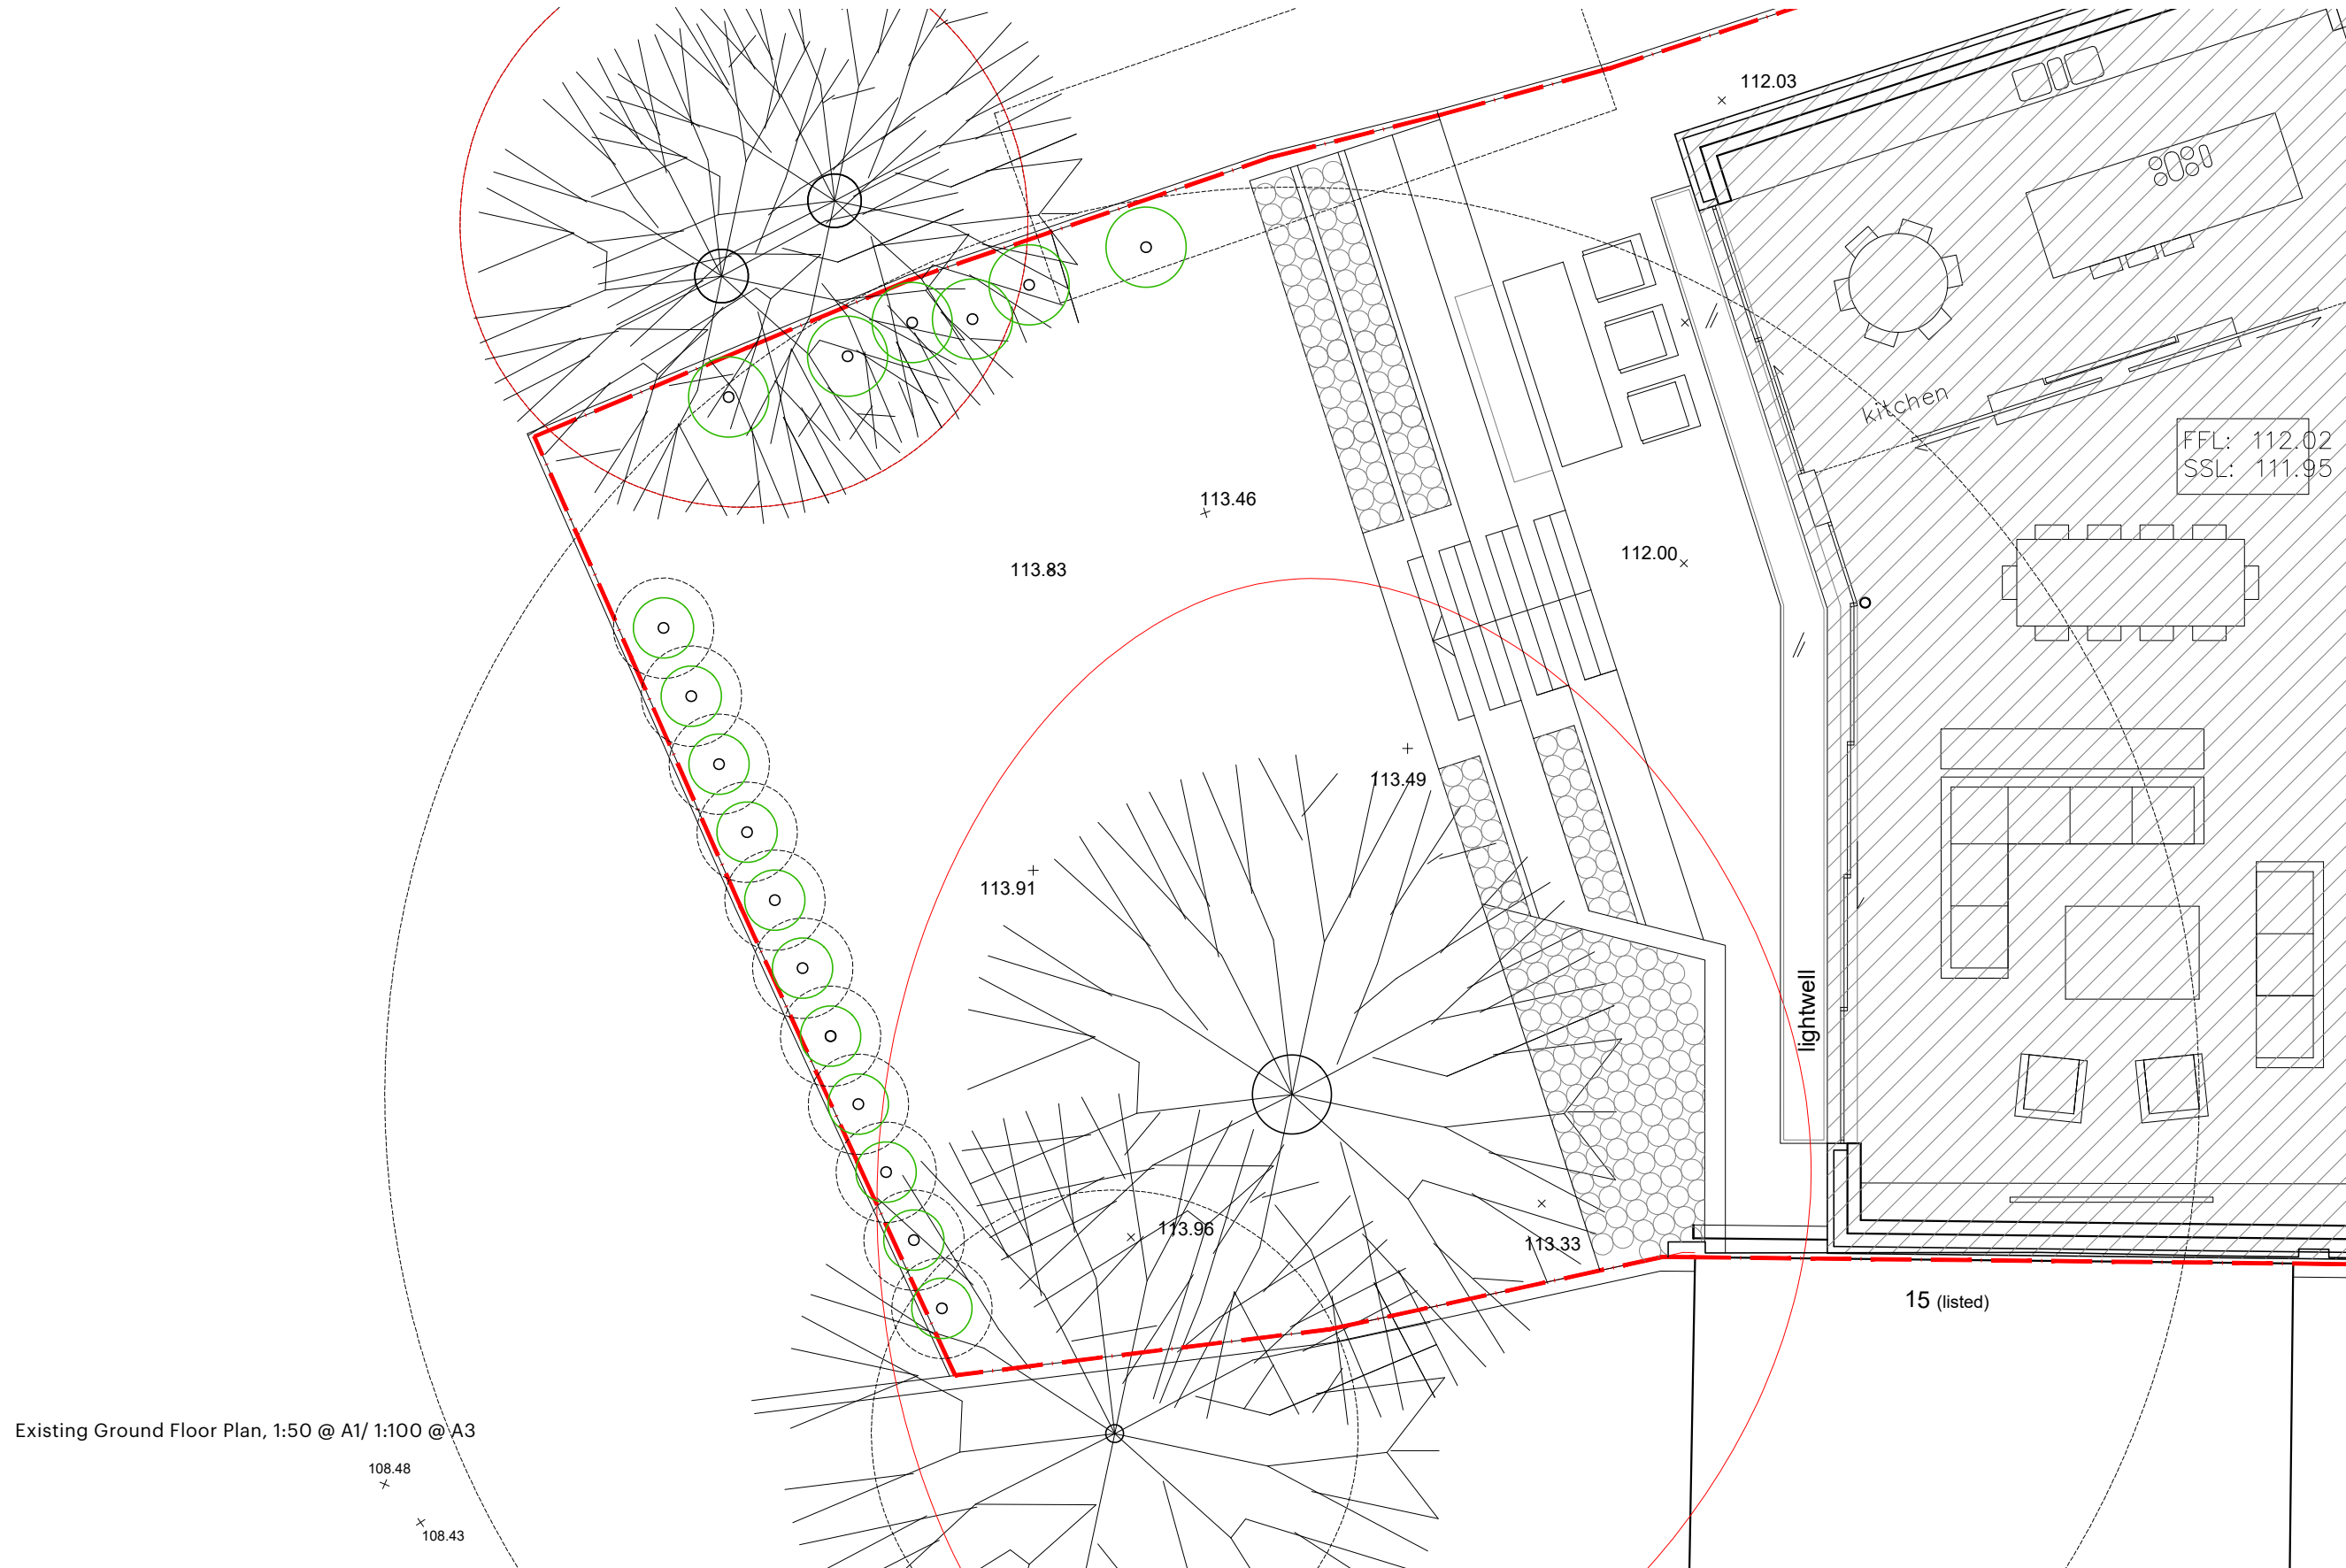 112.03
kitchen
FFL: 112.02
SSL: 111.95
113.46
112.00
113.83
113.49
113.91
lightwell
113.96
113.33
15 (listed)
Existing Ground Floor Plan, 1:50 @ A1/ 1:100 @ A3
108.48
108.43